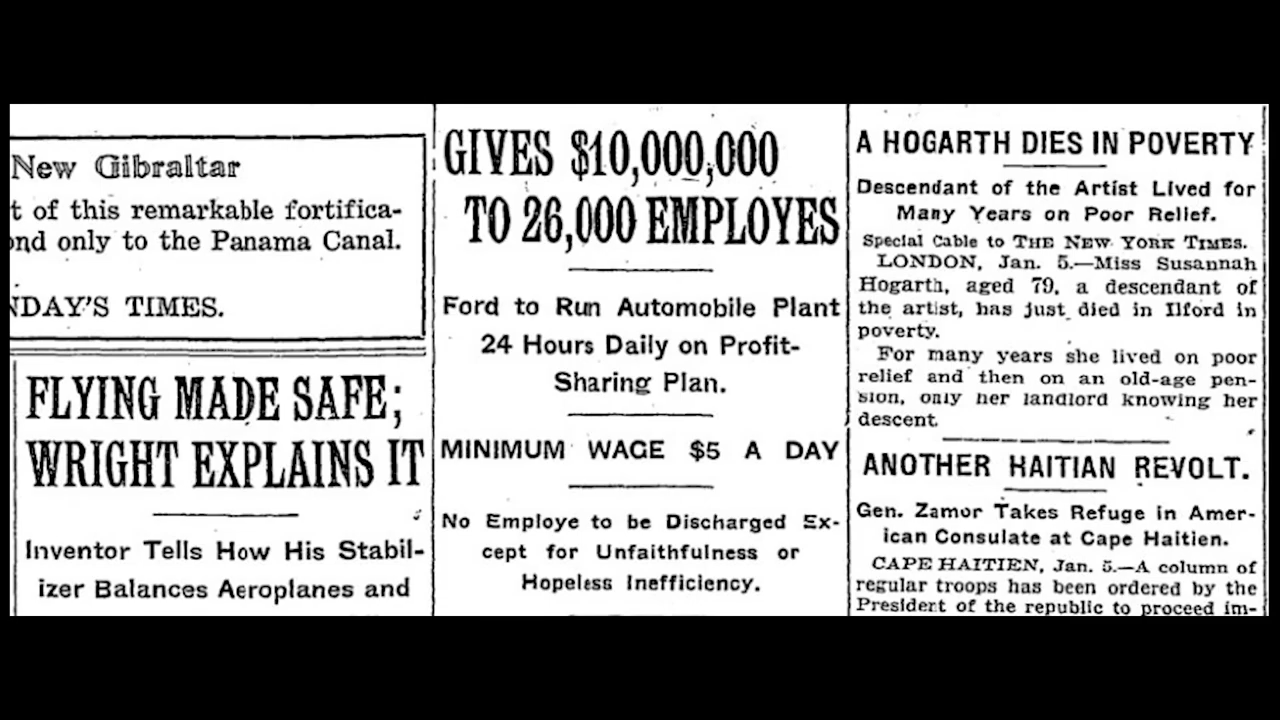 New Gibraltar
t of this remarkable fortifica-
ond only to the Panama Canal.
NDAY'S TIMES.
FLYING MADE SAFE;
WRIGHT EXPLAINS IT
Inventor Tells How His Stabil-
izer Balances Aeroplanes and
GIVES $10,000,000
TO 26,000 EMPLOYES
Ford to Run Automobile Plant
24 Hours Daily on Profit-
Sharing Plan.
MINIMUM WAGE $5 A DAY
No Employe to be Discharged Ex-
cept for Unfaithfulness or
Hopeless Inefficiency.
A HOGARTH DIES IN POVERTY
Descendant of the Artist Lived for
Many Years on Poor Relief.
Special Cable to THE NEW YORK TIMES.
LONDON, Jan. 5.—Miss Susannah
Hogarth, aged 79, a descendant of
the artist, has just died in Ilford in
poverty.
For many years she lived on poor
relief and then on an old-age pen-
sion, only her landlord knowing her
descent.
ANOTHER HAITIAN REVOLT.
Gen. Zamor Takes Refuge in Amer-
ican Consulate at Cape Haitien.
CAPE HAITIEN, Jan. 5.—A column of
regular troops has been ordered by the
President of the republic to proceed im-